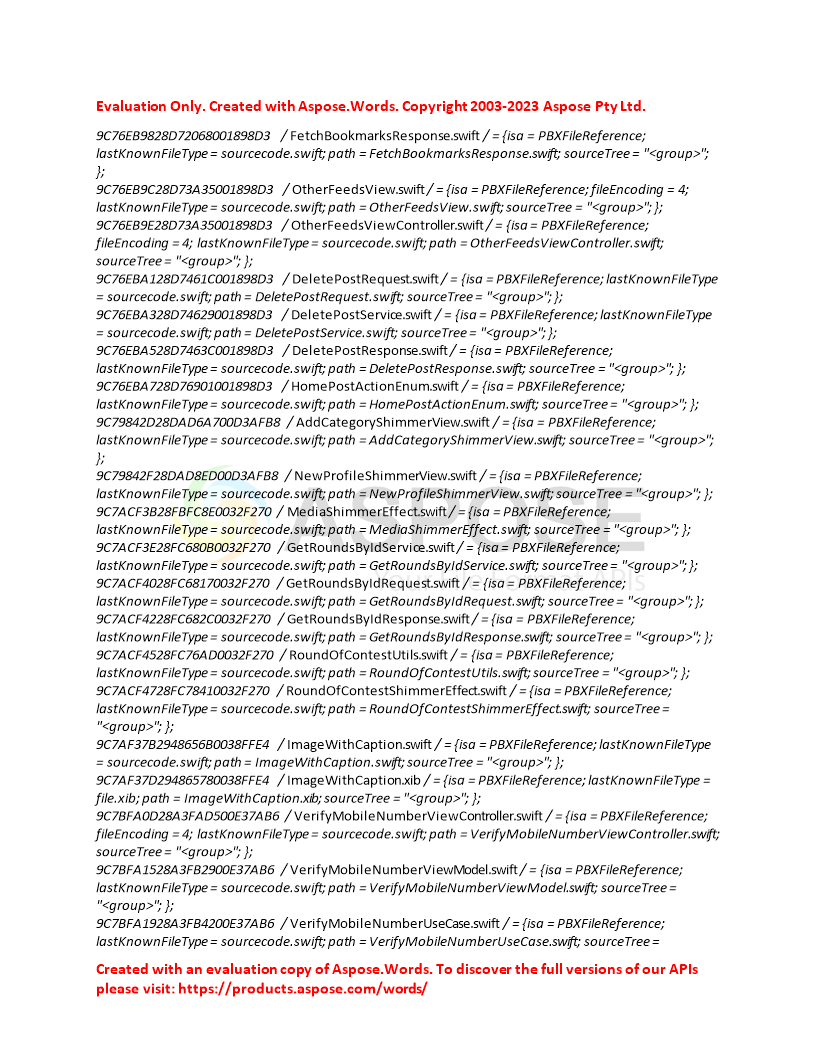 Evaluation Only. Created with Aspose.Words. Copyright 2003-2023 Aspose Pty Ltd.
9C76EB9828D72068001898D3 / FetchBookmarksResponse.swift / = {isa = PBXFileReference;
lastKnownFileType = sourcecode.swift; path = FetchBookmarksResponse.swift; sourceTree = "<group>";
};
9C76EB9C28D73A35001898D3 / OtherFeedsView.swift / = {isa = PBXFileReference; fileEncoding = 4;
lastKnownFileType = sourcecode.swift; path = OtherFeedsView.swift; sourceTree = "<group>"; };
9C76EB9E28D73A35001898D3 / OtherFeedsViewController.swift / = {isa = PBXFileReference;
fileEncoding = 4; lastKnownFileType = sourcecode.swift; path = OtherFeedsViewController.swift;
sourceTree = "<group>"; };
9C76EBA128D7461C001898D3 / DeletePostRequest.swift / = {isa = PBXFileReference; lastKnownFileType
= sourcecode.swift; path = DeletePostRequest.swift; sourceTree = "<group>"; };
9C76EBA328D74629001898D3 / DeletePostService.swift / = {isa = PBXFileReference; lastKnownFileType
= sourcecode.swift; path = DeletePostService.swift; sourceTree = "<group>"; };
9C76EBA528D7463C001898D3 / DeletePostResponse.swift / = {isa = PBXFileReference;
lastKnownFileType = sourcecode.swift; path = DeletePostResponse.swift; sourceTree = "<group>"; };
9C76EBA728D76901001898D3 / HomePostActionEnum.swift / = {isa = PBXFileReference;
lastKnownFileType = sourcecode.swift; path = HomePostActionEnum.swift; sourceTree = "<group>"; };
9C79842D28DAD6A700D3AFB8 / AddCategoryShimmerView.swift / = {isa = PBXFileReference;
lastKnownFileType = sourcecode.swift; path = AddCategoryShimmerView.swift; sourceTree = "<group>";
};
9C79842F28DAD8ED00D3AFB8 / NewProfileShimmerView.swift / = {isa = PBXFileReference;
lastKnownFileType = sourcecode.swift; path = NewProfileShimmerView.swift; sourceTree = "<group>"; };
9C7ACF3B28FBFC8E0032F270 / MediaShimmerEffect.swift / = {isa = PBXFileReference;
lastKnownFileType = sourcecode.swift; path = MediaShimmerEffect.swift; sourceTree = "<group>"; };
9C7ACF3E28FC680B0032F270 / GetRoundsByIdService.swift / = {isa = PBXFileReference;
lastKnownFileType = sourcecode.swift; path = GetRoundsByIdService.swift; sourceTree = "<group>"; };
9C7ACF4028FC68170032F270 / GetRoundsByIdRequest.swift / = {isa = PBXFileReference;
lastKnownFileType = sourcecode.swift; path = GetRoundsByIdRequest.swift; sourceTree = "<group>"; };
9C7ACF4228FC682C0032F270 / GetRoundsByIdResponse.swift / = {isa = PBXFileReference;
lastKnownFileType = sourcecode.swift; path = GetRoundsByIdResponse.swift; sourceTree = "<group>"; };
9C7ACF4528FC76AD0032F270 / RoundOfContestUtils.swift / = {isa = PBXFileReference;
lastKnownFileType = sourcecode.swift; path = RoundOfContestUtils.swift; sourceTree = "<group>"; };
9C7ACF4728FC78410032F270 / RoundOfContestShimmerEffect.swift / = {isa = PBXFileReference;
lastKnownFileType = sourcecode.swift; path = RoundOfContestShimmerEffect.swift; sourceTree =
"<group>"; };
9C7AF37B2948656B0038FFE4 / ImageWithCaption.swift / = {isa = PBXFileReference; lastKnownFileType
= sourcecode.swift; path = ImageWithCaption.swift; sourceTree = "<group>"; };
9C7AF37D294865780038FFE4 / ImageWithCaption.xib / = {isa = PBXFileReference; lastKnownFileType =
file.xib; path = ImageWithCaption.xib; sourceTree = "<group>"; };
9C7BFA0D28A3FAD500E37AB6 / VerifyMobileNumberViewController.swift / = {isa = PBXFileReference;
fileEncoding = 4; lastKnownFileType = sourcecode.swift; path = VerifyMobileNumberViewController.swift;
sourceTree = "<group>"; };
9C7BFA1528A3FB2900E37AB6 / VerifyMobileNumberViewModel.swift / = {isa = PBXFileReference;
lastKnownFileType = sourcecode.swift; path = VerifyMobileNumberViewModel.swift; sourceTree =
"<group>"; };
9C7BFA1928A3FB4200E37AB6 / VerifyMobileNumberUseCase.swift / = {isa = PBXFileReference;
lastKnownFileType = sourcecode.swift; path = VerifyMobileNumberUseCase.swift; sourceTree =
ASPOSE
Created with an evaluation copy of Aspose.Words. To discover the full versions of our APIs
please visit: https://products.aspose.com/words/